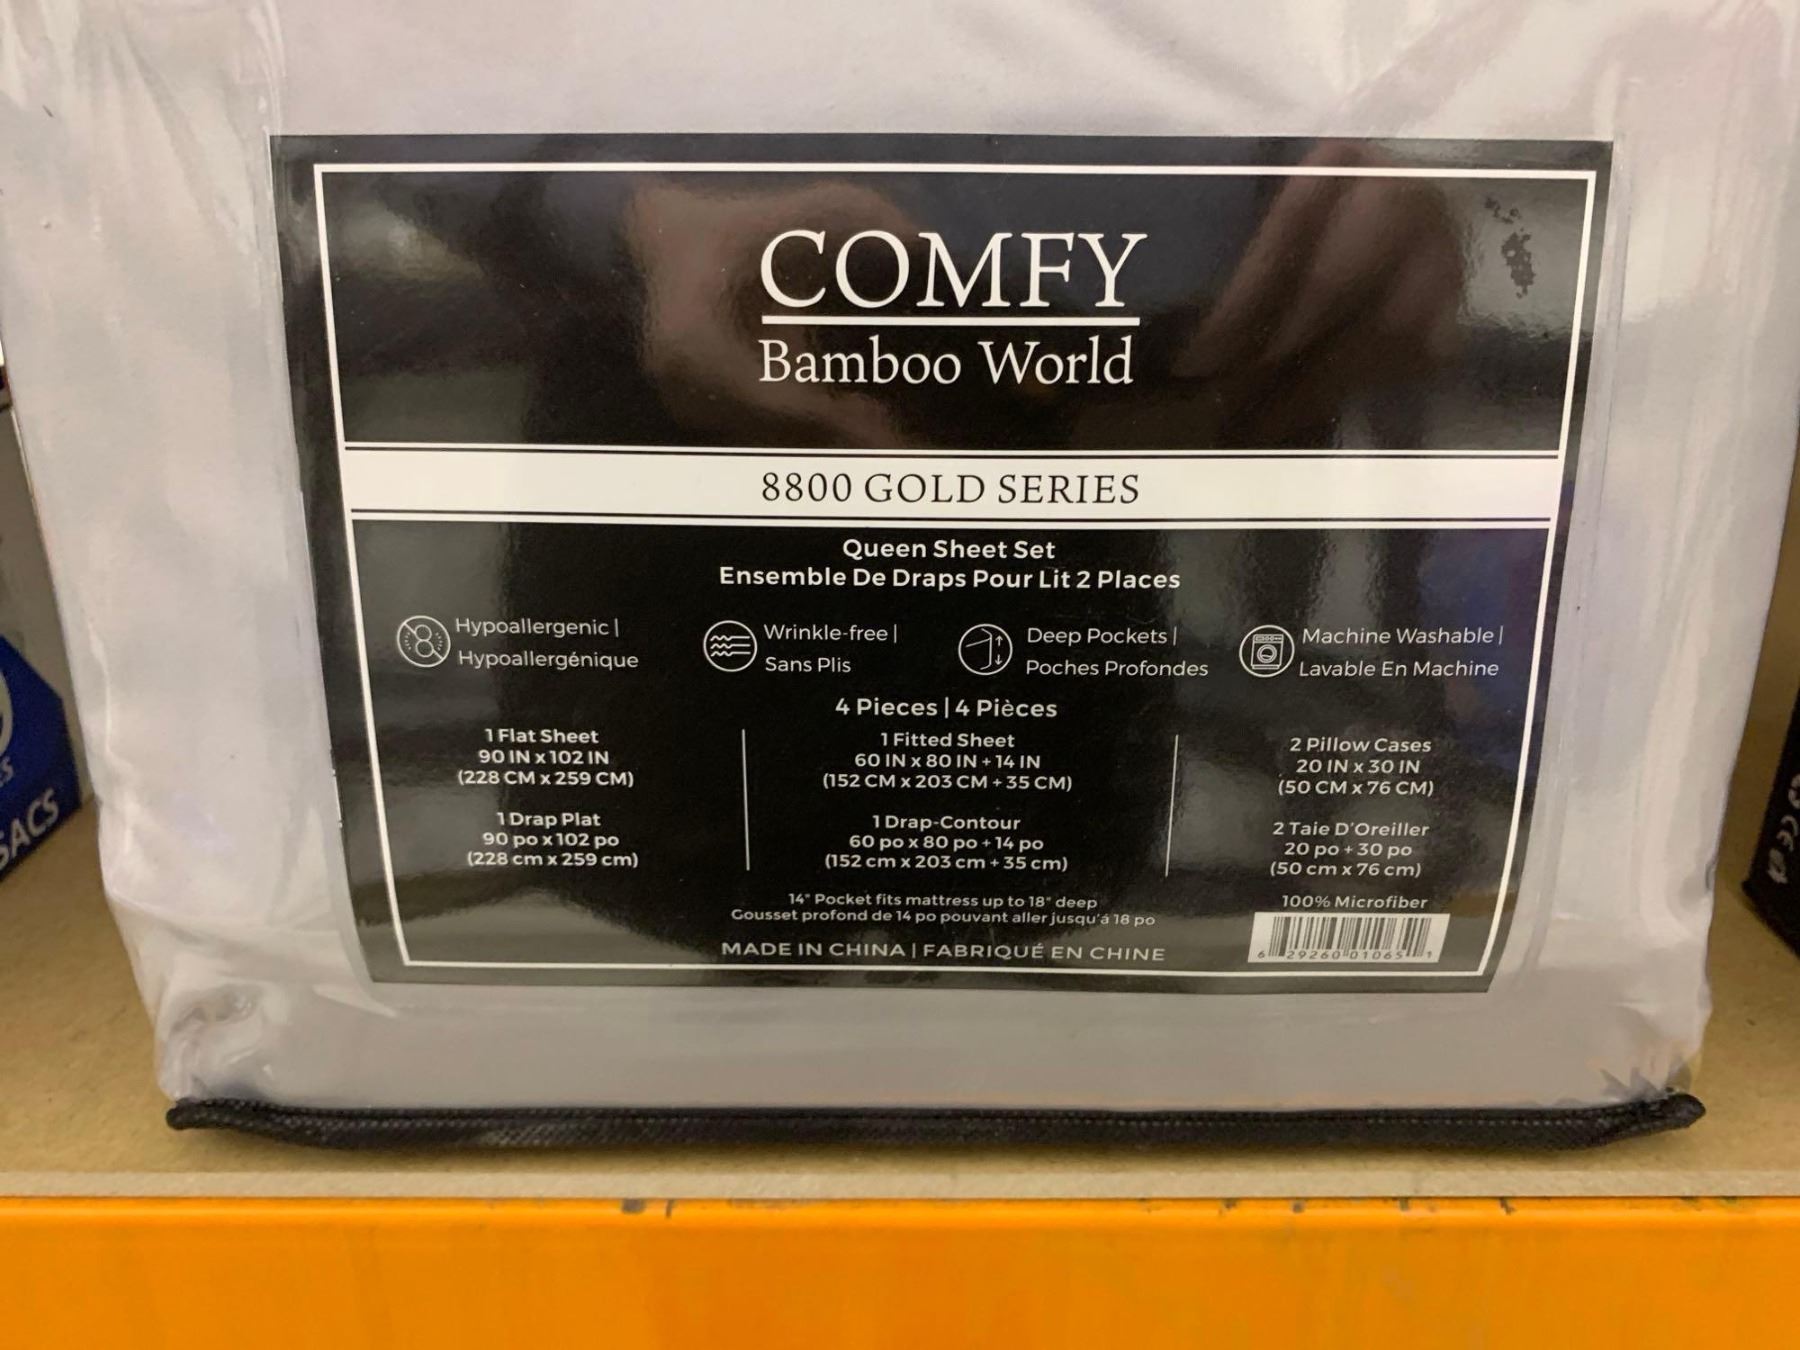 COMFY
Bamboo World
8800 GOLD SERIES
Queen Sheet Set
Ensemble De Draps Pour Lit 2 Places
Hypoallergenic |
Hypoallergénique
Wrinkle-free |
Sans Plis
Deep Pockets |
Poches Profondes
Machine Washable |
Lavable En Machine
4 Pieces | 4 Pièces
1 Flat Sheet
90 IN x 102 IN
(228 CM x 259 CM)
1 Drap Plat
90 po x 102 po
(228 cm x 259 cm)
1 Fitted Sheet
60 IN x 80 IN + 14 IN
(152 CM x 203 CM + 35 CM)
1 Drap-Contour
60 po x 80 po + 14 po
(152 cm x 203 cm + 35 cm)
2 Pillow Cases
20 IN x 30 IN
(50 CM x 76 CM)
2 Taie D'Oreiller
20 po + 30 po
(50 cm x 76 cm)
14" Pocket fits mattress up to 18" deep
Gousset profond de 14 po pouvant aller jusqu'á 18 po
MADE IN CHINA | FABRIQUÉ EN CHINE
100% Microfiber
6 29260 01065 1
SACS